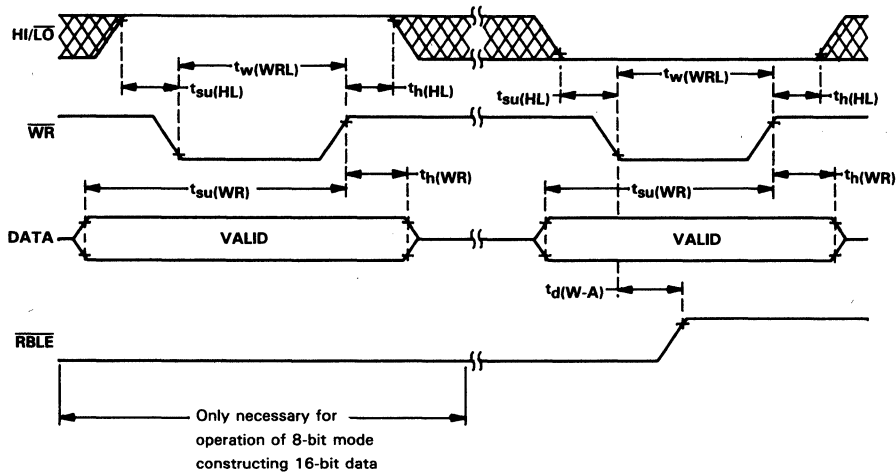 HI/LO
tw(WRL)
tw(WRL)
tsu(HL)
th(HL)
tsu(HL)
th(HL)
WR
tsu(WR)
th(WR)
tsu(WR)
th(WR)
DATA
VALID
VALID
td(W-A)
RBLE
Only necessary for
operation of 8-bit mode
constructing 16-bit data